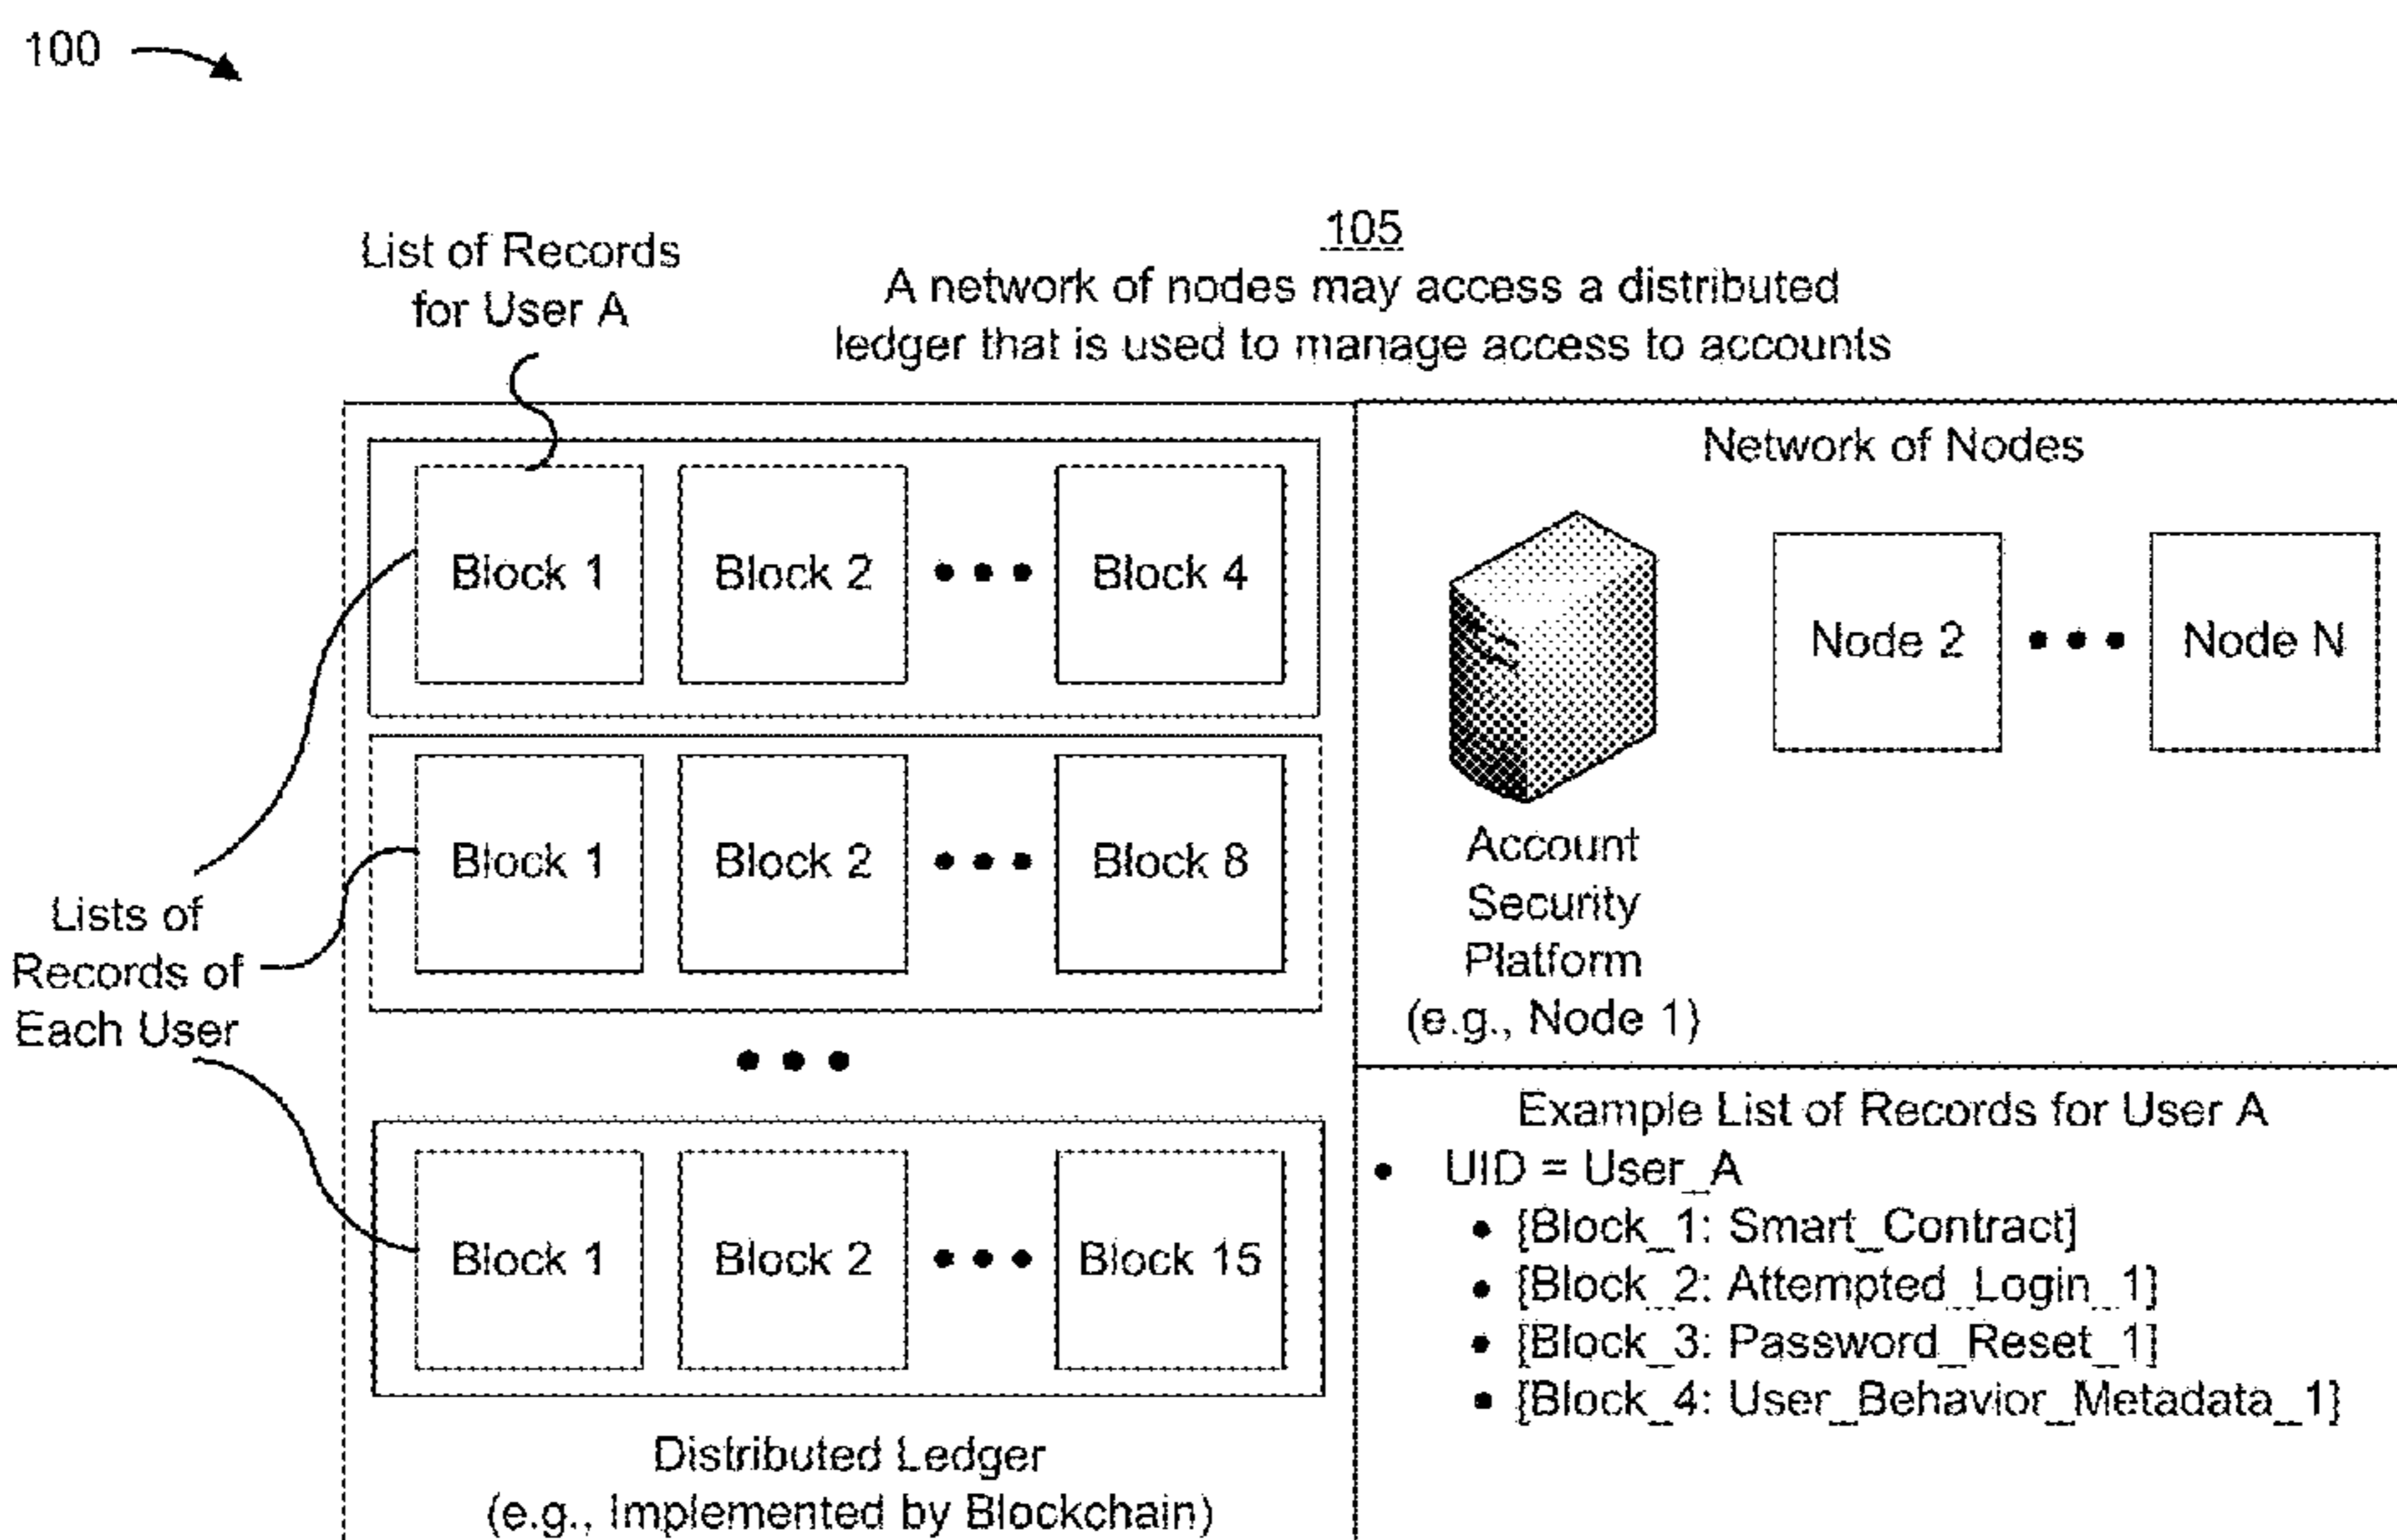 100
105
List of Records
for User A
A network of nodes may access a distributed
ledger that is used to manage access to accounts
Block 1
Block 2
Block 4
Block 1
Block 2
Block 8
Lists of
Records of
Each User
Block 1
Block 2
Block 15
Distributed Ledger
(e.g., Implemented by Blockchain)
Network of Nodes
Node 2
Node N
Account
Security
Platform
(e.g., Node 1)
Example List of Records for User A
• UID = User_A
• [Block_1: Smart_Contract]
• [Block_2: Attempted_Login_1]
• [Block_3: Password_Reset_1]
• [Block_4: User_Behavior_Metadata_1]